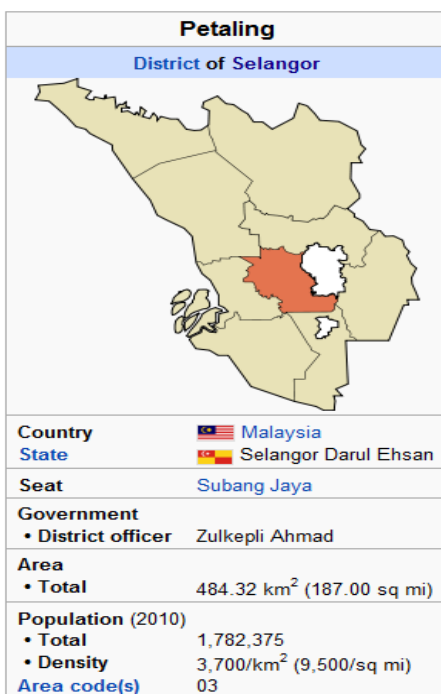 Petaling
District of Selangor
Country Malaysia
State Selangor Darul Ehsan
Seat Subang Jaya
Government
• District officer Zulkepli Ahmad
Area
• Total 484.32 km² (187.00 sq mi)
Population (2010)
• Total 1,782,375
• Density 3,700/km² (9,500/sq mi)
Area code(s) 03